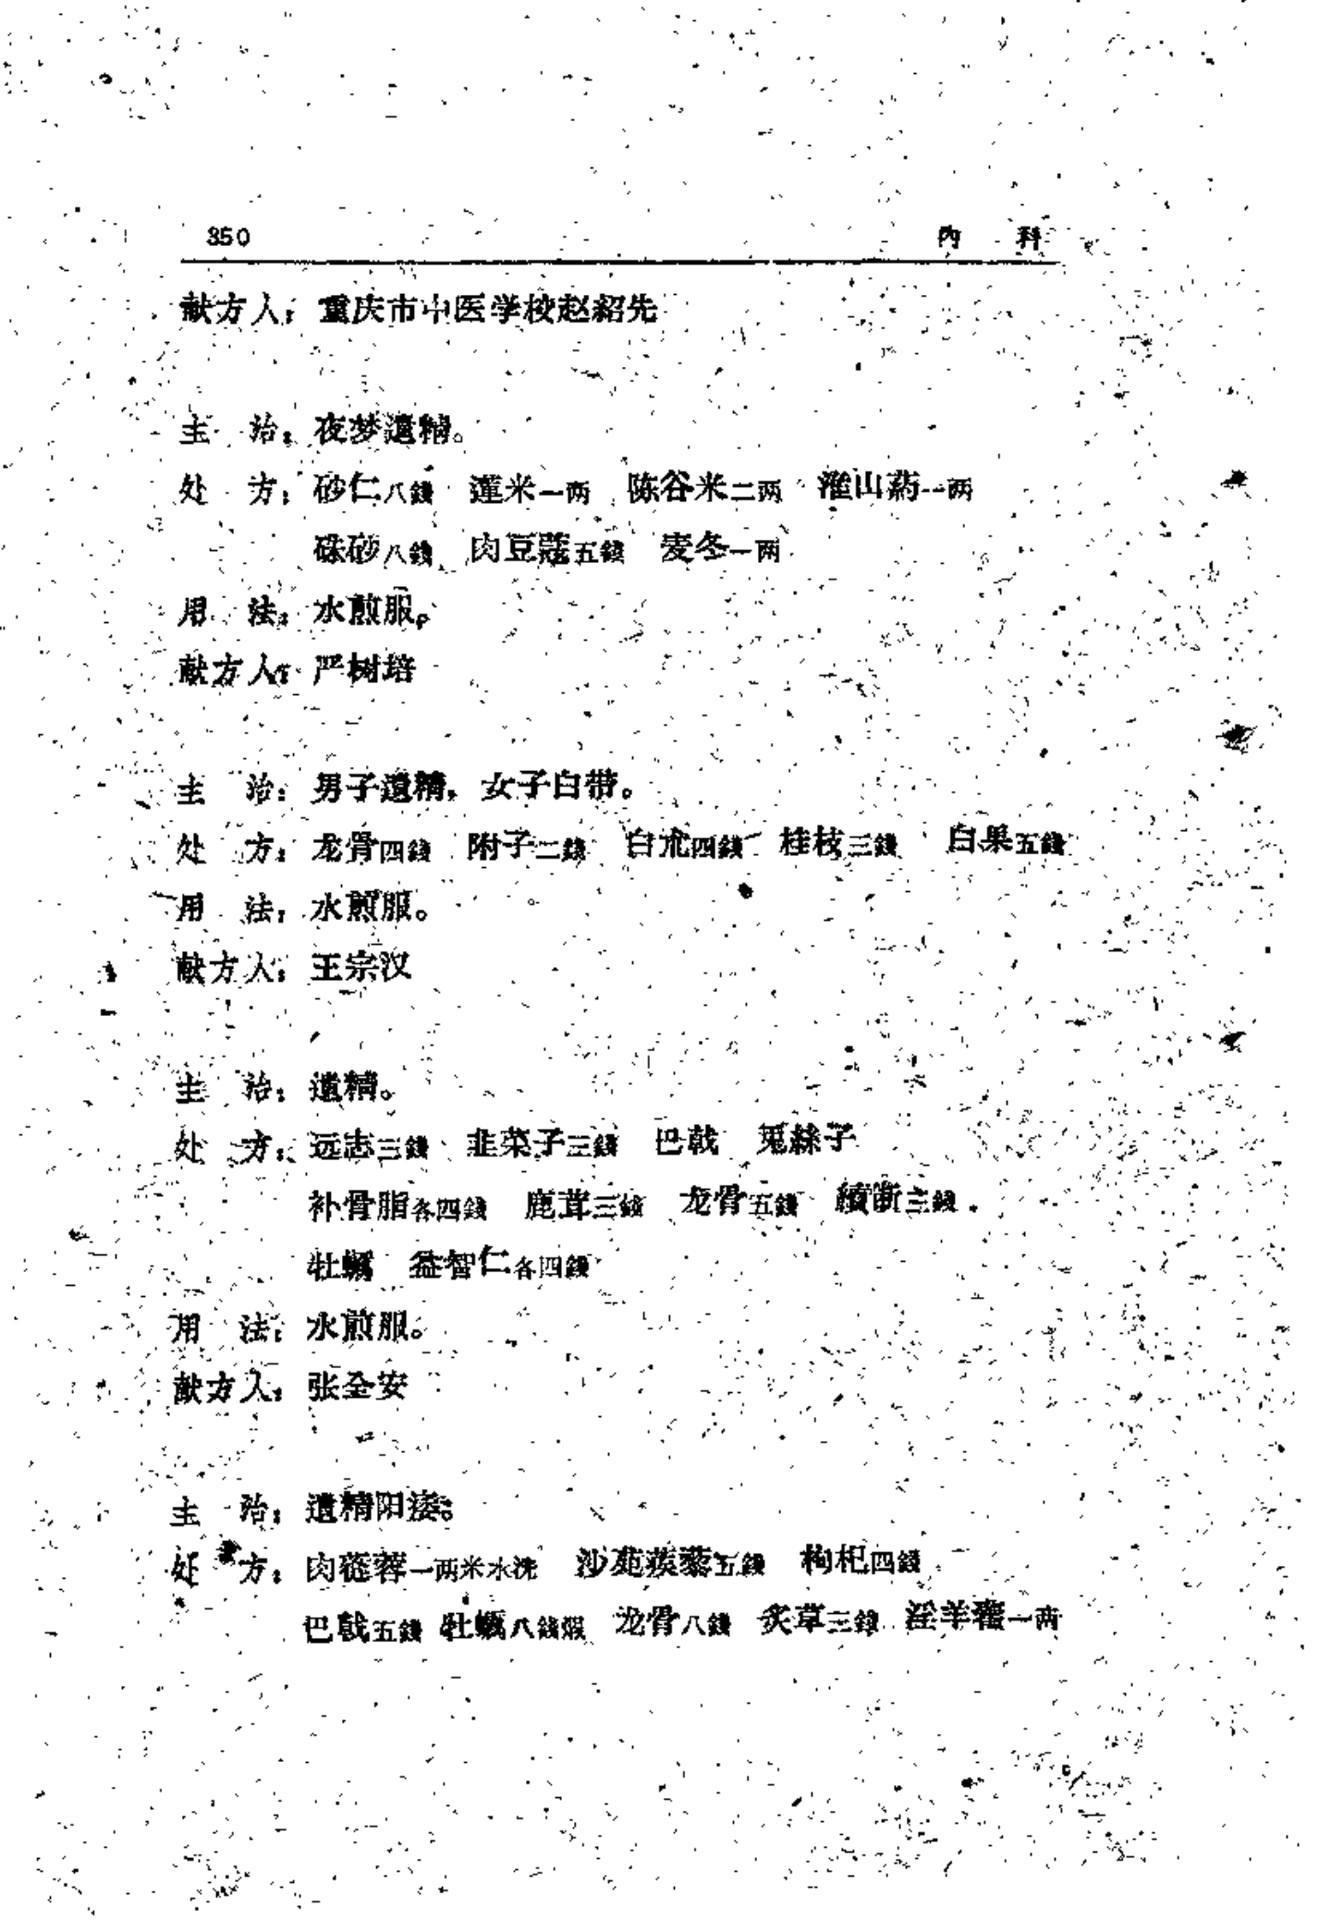 350 內 科
献方人：重庆市中医学校赵紹先
主 治：夜梦遺精。
处 方：砂仁八錢 蓮米一两 陈谷米二两 淮山葯一两
硃砂八錢 肉豆蔻五錢 麦冬一两
用 法：水煎服。
献方人：严树培
主 治：男子遺精，女子白带。
处 方：龙骨四錢 附子二錢 白朮四錢 桂枝三錢 白果五錢
用 法：水煎服。
献方人：王宗汉
主 治：遺精。
处 方：远志三錢 韭菜子三錢 巴戟 兎絲子
补骨脂各四錢 鹿茸三錢 龙骨五錢 續断三錢
牡蠣 益智仁各四錢
用 法：水煎服。
献方人：张全安
主 治：遺精阳痿。
处 方：肉蓯蓉一两米水洗 沙苑蒺藜五錢 枸杞四錢
巴戟五錢 牡蠣八錢煅 龙骨八錢 炙草三錢 淫羊藿一两